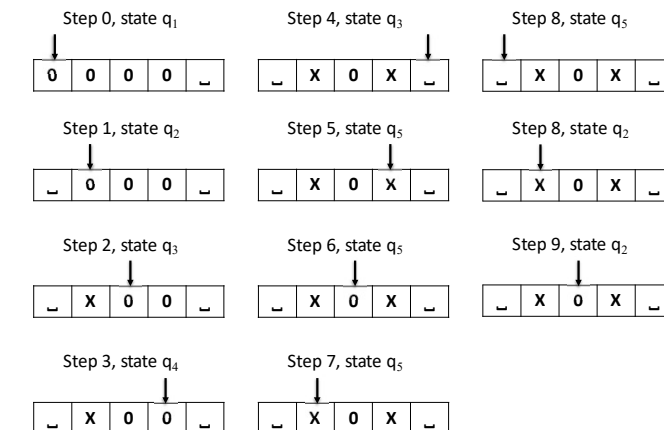 Step 0, state q₁
0 0 0 0 ⎵
Step 1, state q₂
⎵ 0 0 0 ⎵
Step 2, state q₃
⎵ X 0 0 ⎵
Step 3, state q₄
⎵ X 0 0 ⎵
Step 4, state q₃
⎵ X 0 X ⎵
Step 5, state q₅
⎵ X 0 X ⎵
Step 6, state q₅
⎵ X 0 X ⎵
Step 7, state q₅
⎵ X 0 X ⎵
Step 8, state q₅
⎵ X 0 X ⎵
Step 8, state q₂
⎵ X 0 X ⎵
Step 9, state q₂
⎵ X 0 X ⎵